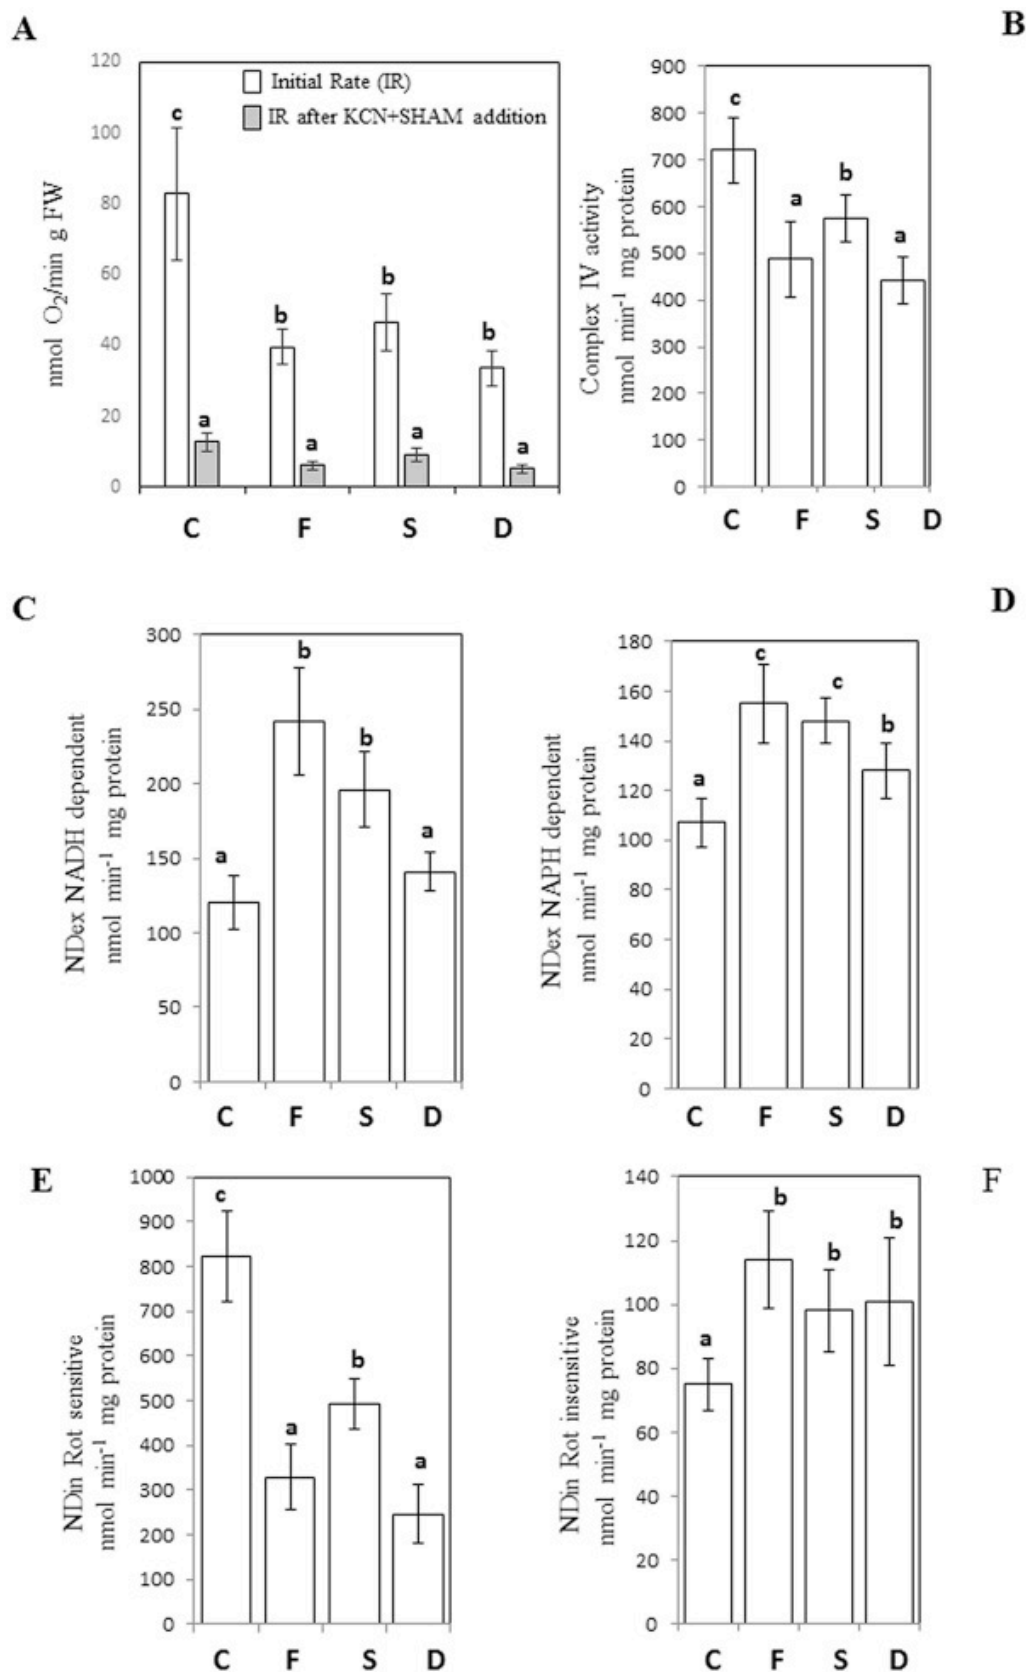 A
B
120
100
80
60
40
20
0
nmol O₂/min g FW
Initial Rate (IR)
IR after KCN+SHAM addition
c
a
b
a
b
a
b
a
C F S D
900
800
700
600
500
400
300
200
100
0
Complex IV activity
nmol min⁻¹ mg protein
c
a
b
a
C F S D
C
D
300
250
200
150
100
50
0
NDex NADH dependent
nmol min⁻¹ mg protein
a
b
b
a
C F S D
180
160
140
120
100
80
60
40
20
0
NDex NAPH dependent
nmol min⁻¹ mg protein
a
c
c
b
C F S D
E
F
1000
900
800
700
600
500
400
300
200
100
0
NDin Rot sensitive
nmol min⁻¹ mg protein
c
a
b
a
C F S D
140
120
100
80
60
40
20
0
NDin Rot insensitive
nmol min⁻¹ mg protein
a
b
b
b
C F S D